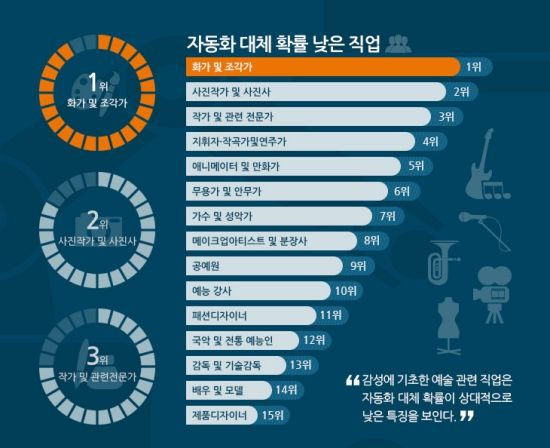 자동화 대체 확률 낮은 직업
1위
화가 및 조각가
2위
사진작가 및 사진사
3위
작가 및 관련전문가
화가 및 조각가 1위
사진작가 및 사진사 2위
작가 및 관련 전문가 3위
지휘자·작곡가및연주가 4위
애니메이터 및 만화가 5위
무용가 및 안무가 6위
가수 및 성악가 7위
메이크업아티스트 및 분장사 8위
공예원 9위
예능 강사 10위
패션디자이너 11위
국악 및 전통 예능인 12위
감독 및 기술감독 13위
배우 및 모델 14위
제품디자이너 15위
“ 감성에 기초한 예술 관련 직업은
자동화 대체 확률이 상대적으로
낮은 특징을 보인다. ”